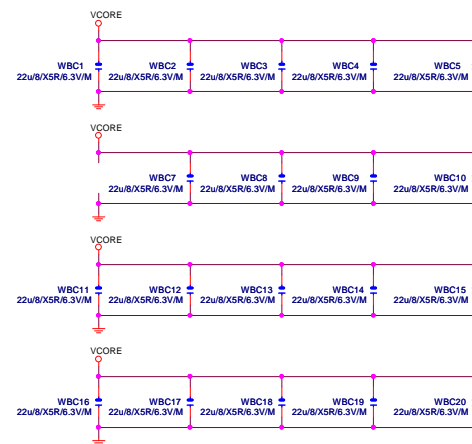 VCORE
WBC1 WBC2 WBC3 WBC4 WBC5
22u/8/X5R/6.3V/M 22u/8/X5R/6.3V/M 22u/8/X5R/6.3V/M 22u/8/X5R/6.3V/M 22u/8/X5R/6.3V/M
VCORE
WBC7 WBC8 WBC9 WBC10
22u/8/X5R/6.3V/M 22u/8/X5R/6.3V/M 22u/8/X5R/6.3V/M 22u/8/X5R/6.3V/M
VCORE
WBC11 WBC12 WBC13 WBC14 WBC15
22u/8/X5R/6.3V/M 22u/8/X5R/6.3V/M 22u/8/X5R/6.3V/M 22u/8/X5R/6.3V/M 22u/8/X5R/6.3V/M
VCORE
WBC16 WBC17 WBC18 WBC19 WBC20
22u/8/X5R/6.3V/M 22u/8/X5R/6.3V/M 22u/8/X5R/6.3V/M 22u/8/X5R/6.3V/M 22u/8/X5R/6.3V/M